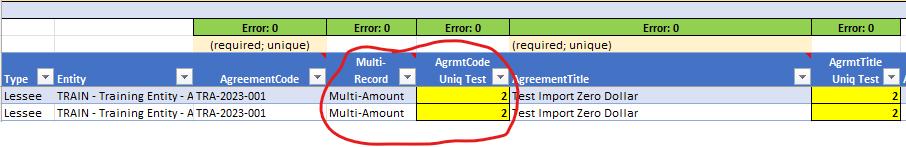 Error: 0 Error: 0 Error: 0 Error: 0 Error: 0
(required; unique) (required; unique)
Multi- AgrmtCode AgrmtTitle
Type Entity AgreementCode Record Uniq Test AgreementTitle Uniq Test
Lessee TRAIN - Training Entity - A TRA-2023-001 Multi-Amount 2 Test Import Zero Dollar 2
Lessee TRAIN - Training Entity - A TRA-2023-001 Multi-Amount 2 Test Import Zero Dollar 2